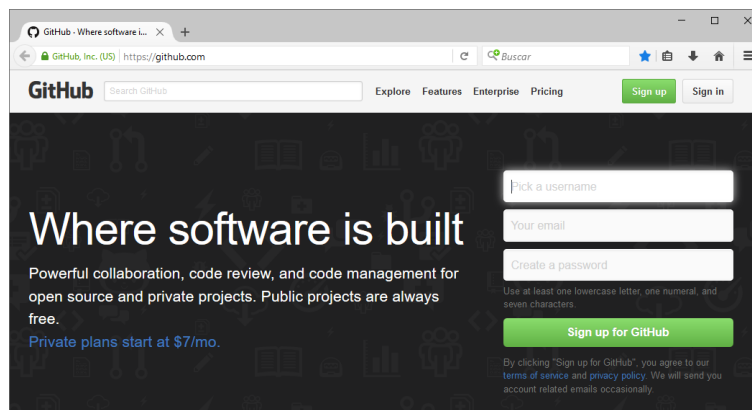 GitHub - Where software i...
GitHub, Inc. (US) https://github.com
Buscar
GitHub
Search GitHub
Explore Features Enterprise Pricing
Sign up
Sign in
Where software is built
Powerful collaboration, code review, and code management for
open source and private projects. Public projects are always
free.
Private plans start at $7/mo.
Pick a username
Your email
Create a password
Use at least one lowercase letter, one numeral, and
seven characters.
Sign up for GitHub
By clicking "Sign up for GitHub", you agree to our
terms of service and privacy policy. We will send you
account related emails occasionally.